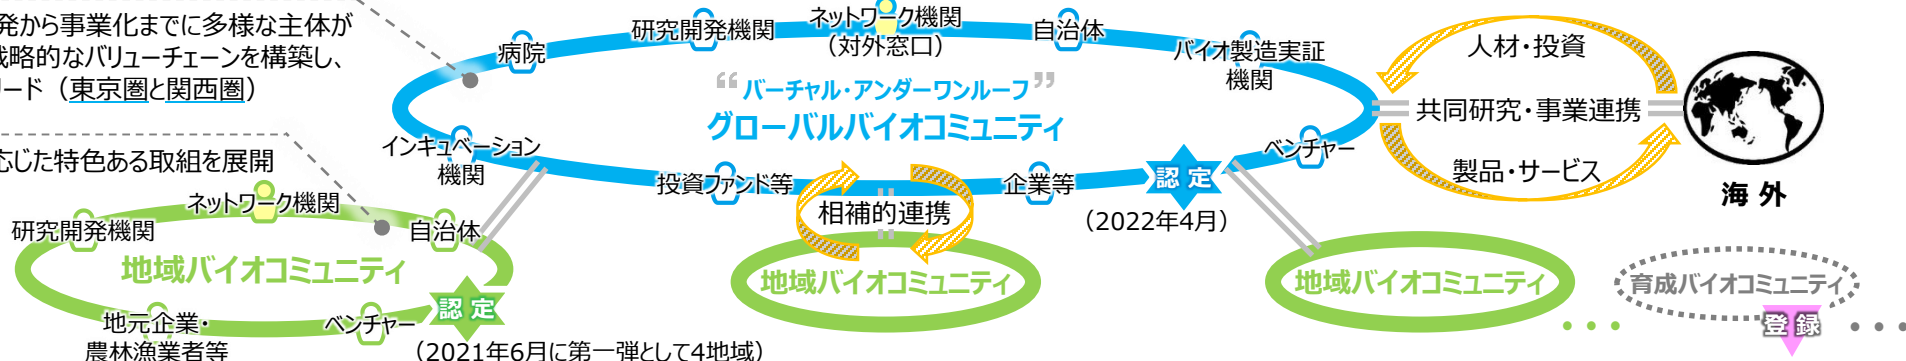 発から事業化までに多様な主体が
戦略的なバリューチェーンを構築し、
リード（東京圏と関西圏）
応じた特色ある取組を展開
病院
研究開発機関
ネットワーク機関
（対外窓口）
自治体
バイオ製造実証
機関
“バーチャル・アンダーワンルーフ”
グローバルバイオコミュニティ
インキュベーション
機関
投資ファンド等
企業等
認定
（2022年4月）
ベンチャー
人材・投資
共同研究・事業連携
製品・サービス
海外
相補的連携
ネットワーク機関
研究開発機関
自治体
地域バイオコミュニティ
地元企業・
農林漁業者等
ベンチャー
認定
（2021年6月に第一弾として4地域）
地域バイオコミュニティ
地域バイオコミュニティ
育成バイオコミュニティ
登録